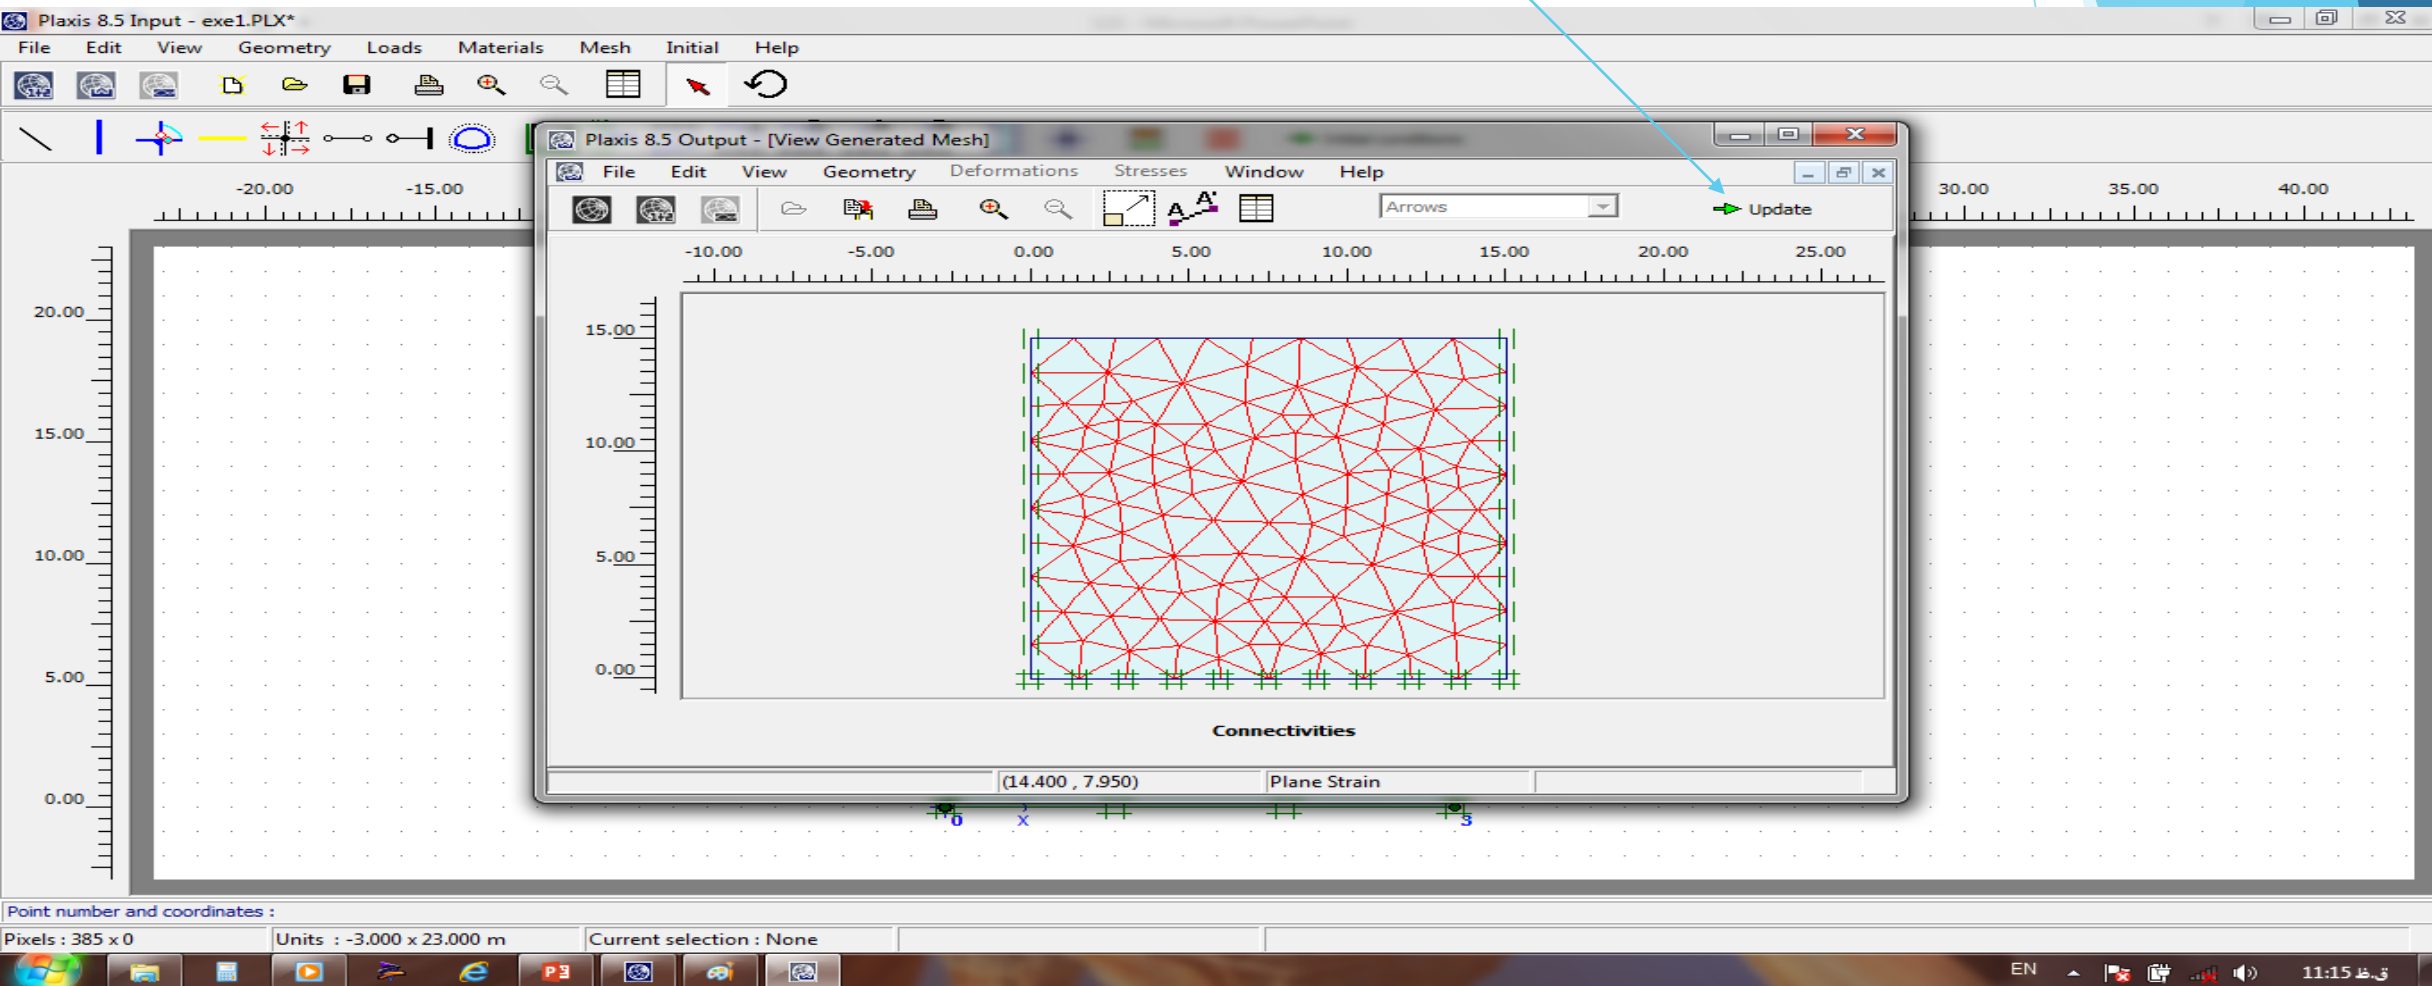 Plaxis 8.5 Input - exe1.PLX*
File Edit View Geometry Loads Materials Mesh Initial Help
Plaxis 8.5 Output - [View Generated Mesh]
File Edit View Geometry Deformations Stresses Window Help
Arrows
Update
-20.00 -15.00
30.00 35.00 40.00
-10.00 -5.00 0.00 5.00 10.00 15.00 20.00 25.00
20.00
15.00
10.00
5.00
0.00
15.00
10.00
5.00
0.00
Connectivities
(14.400 , 7.950) Plane Strain
0 x 3
Point number and coordinates :
Pixels : 385 x 0 Units : -3.000 x 23.000 m Current selection : None
EN 11:15 ق.ظ